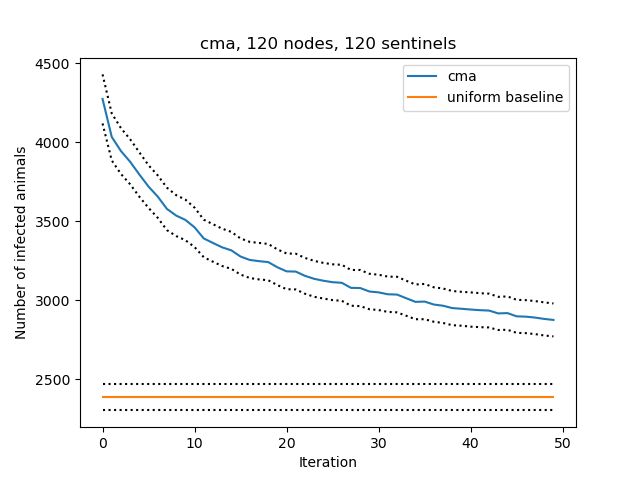 cma, 120 nodes, 120 sentinels
4500
4000
3500
3000
2500
Number of infected animals
cma
uniform baseline
0 10 20 30 40 50
Iteration